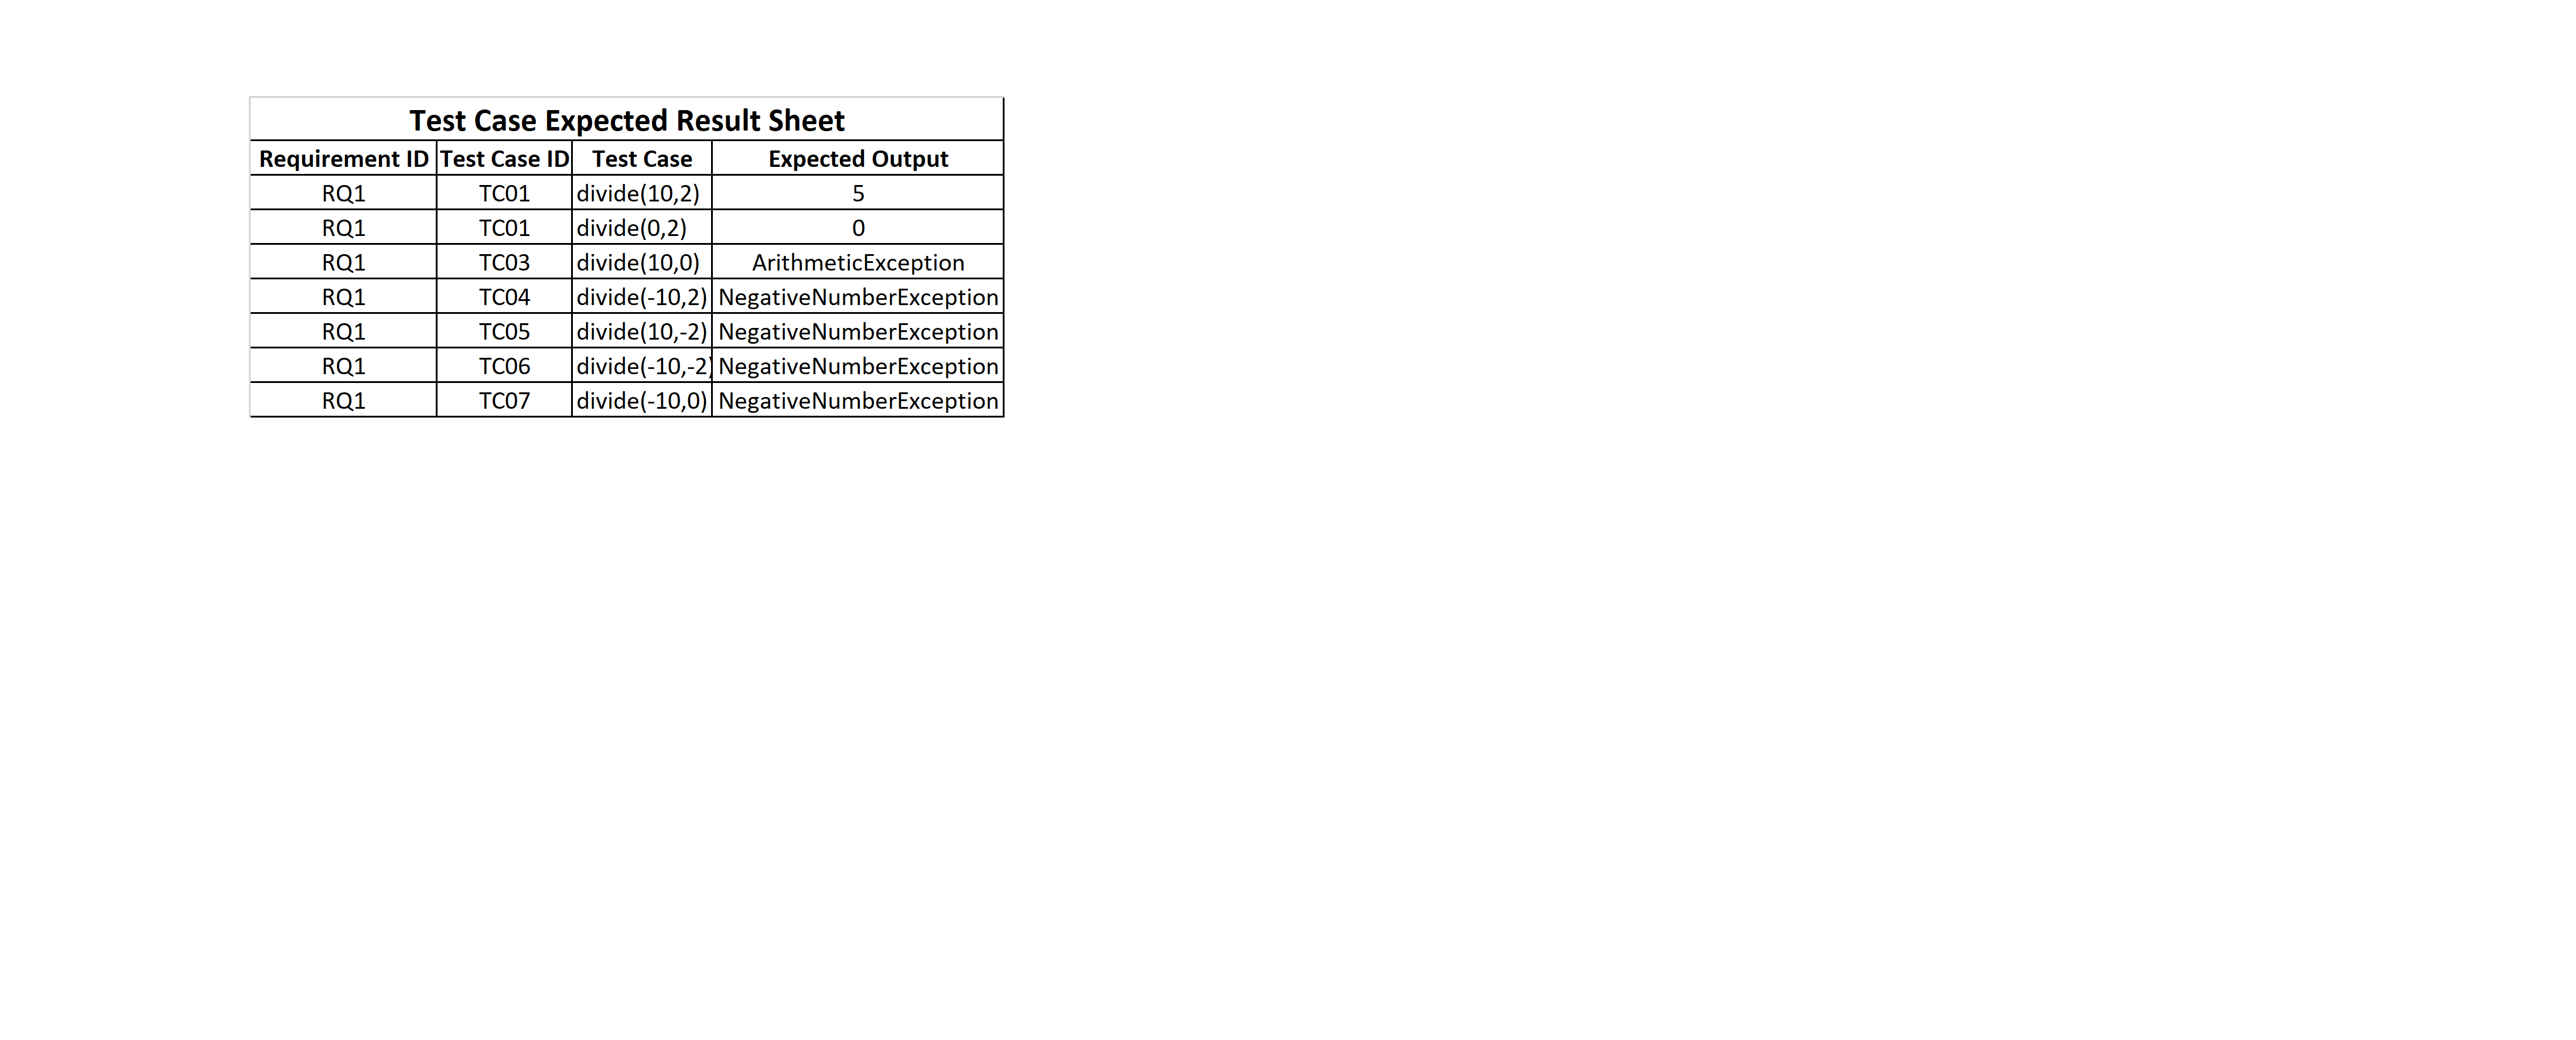 Test Case Expected Result Sheet
Requirement ID Test Case ID Test Case Expected Output
RQ1 TC01 divide(10,2) 5
RQ1 TC01 divide(0,2) 0
RQ1 TC03 divide(10,0) ArithmeticException
RQ1 TC04 divide(-10,2) NegativeNumberException
RQ1 TC05 divide(10,-2) NegativeNumberException
RQ1 TC06 divide(-10,-2) NegativeNumberException
RQ1 TC07 divide(-10,0) NegativeNumberException